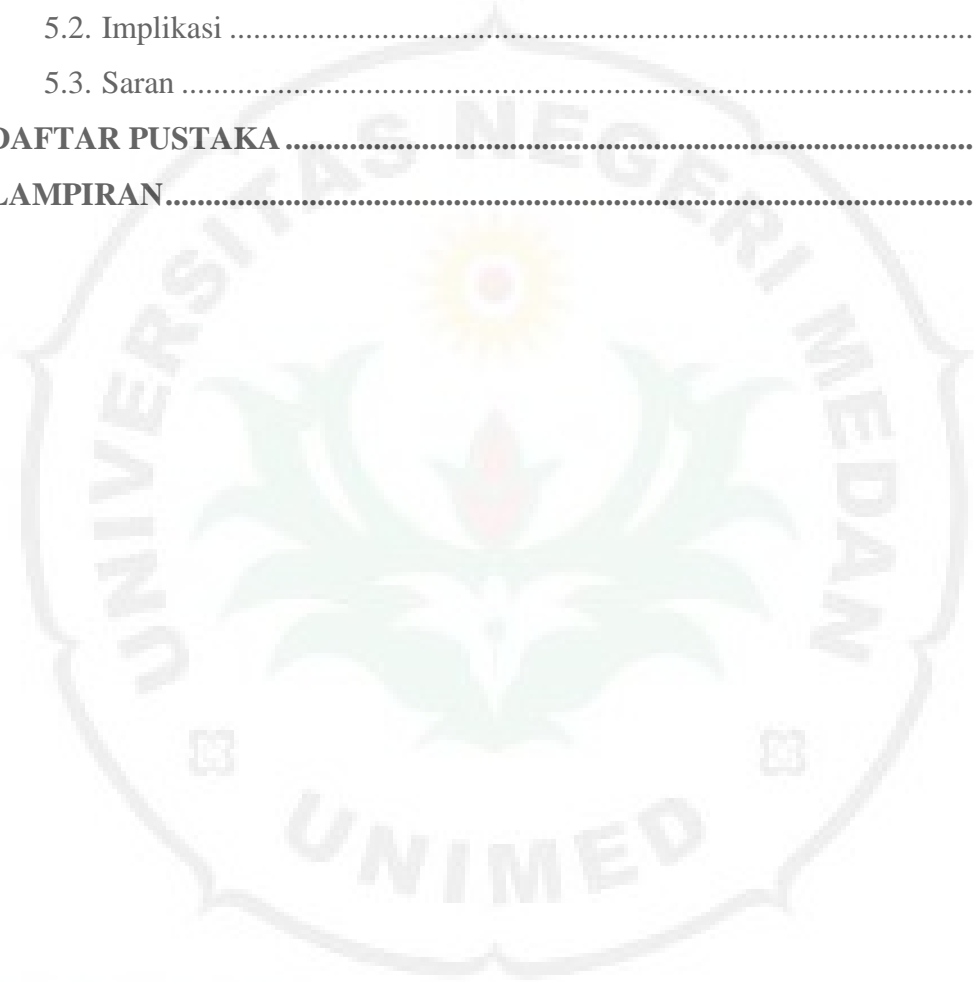 5.2. Implikasi ..........................................................................................
5.3. Saran ................................................................................................
DAFTAR PUSTAKA ......................................................................................
LAMPIRAN.....................................................................................................
UNIVERSITAS NEGERI MEDAN
UNIMED